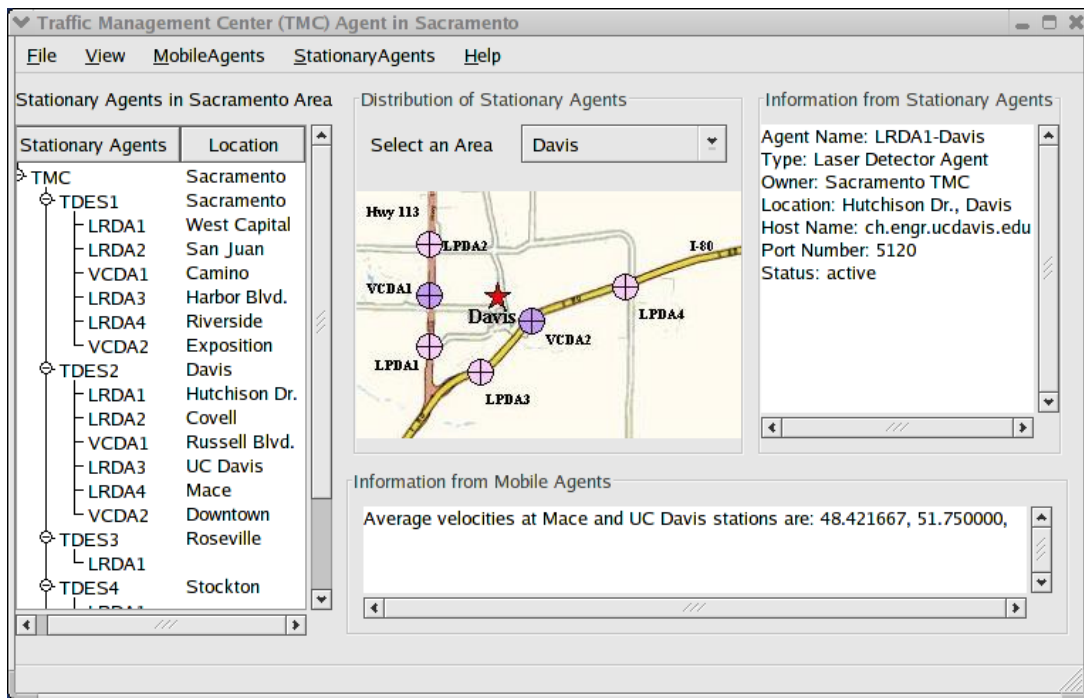 Traffic Management Center (TMC) Agent in Sacramento
File View MobileAgents StationaryAgents Help
Stationary Agents in Sacramento Area
Stationary Agents Location
TMC Sacramento
TDES1 Sacramento
LRDA1 West Capital
LRDA2 San Juan
VCDA1 Camino
LRDA3 Harbor Blvd.
LRDA4 Riverside
VCDA2 Exposition
TDES2 Davis
LRDA1 Hutchison Dr.
LRDA2 Covell
VCDA1 Russell Blvd.
LRDA3 UC Davis
LRDA4 Mace
VCDA2 Downtown
TDES3 Roseville
LRDA1
TDES4 Stockton
Distribution of Stationary Agents
Select an Area Davis
Hwy 113
LPDA2
I-80
VCDA1
Davis
LPDA4
VCDA2
LPDA1
LPDA3
Information from Stationary Agents
Agent Name: LRDA1-Davis
Type: Laser Detector Agent
Owner: Sacramento TMC
Location: Hutchison Dr., Davis
Host Name: ch.engr.ucdavis.edu
Port Number: 5120
Status: active
Information from Mobile Agents
Average velocities at Mace and UC Davis stations are: 48.421667, 51.750000,